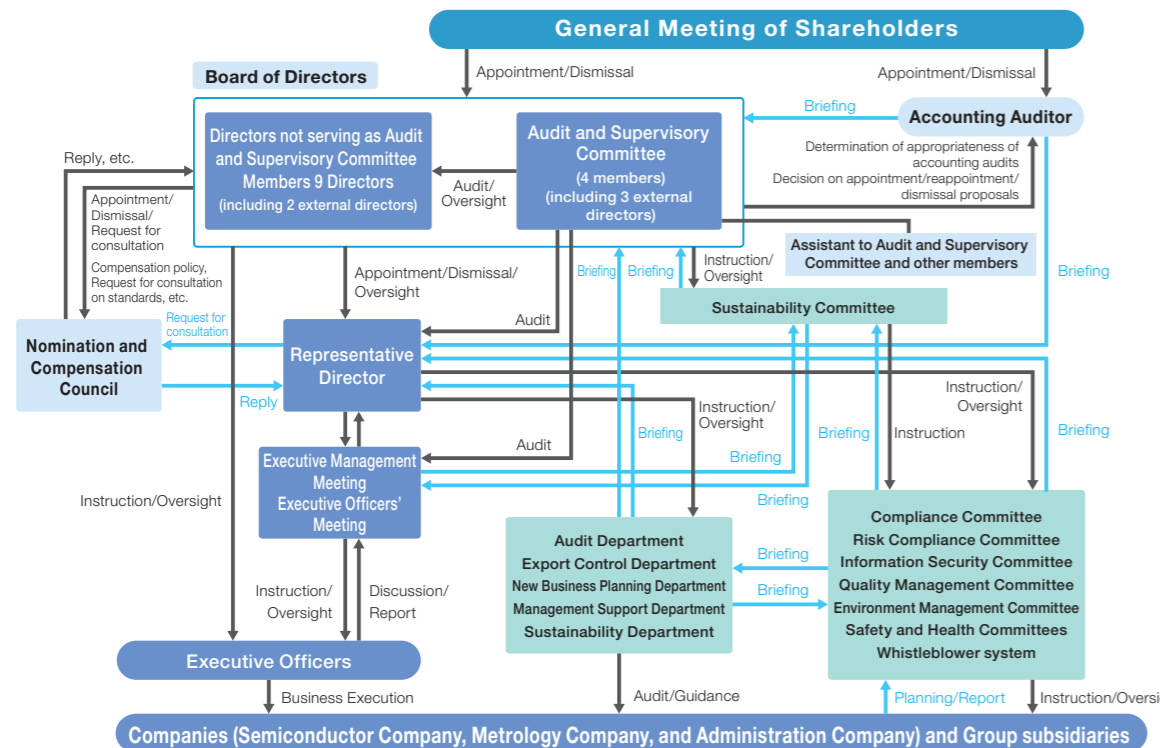 General Meeting of Shareholders
Appointment/Dismissal
Appointment/Dismissal
Board of Directors
Briefing
Accounting Auditor
Directors not serving as Audit
and Supervisory Committee
Members 9 Directors
(including 2 external directors)
Audit/
Oversight
Audit and Supervisory
Committee
(4 members)
(including 3 external
directors)
Determination of appropriateness of
accounting audits
Decision on appointment/reappointment/
dismissal proposals
Reply, etc.
Appointment/
Dismissal/
Request for
consultation
Compensation policy,
Request for consultation
on standards, etc.
Assistant to Audit and Supervisory
Committee and other members
Appointment/Dismissal/
Oversight
Briefing
Briefing
Instruction/
Oversight
Briefing
Sustainability Committee
Request for
consultation
Audit
Nomination and
Compensation
Council
Representative
Director
Reply
Instruction/
Oversight
Briefing
Briefing
Instruction
Instruction/
Oversight
Briefing
Audit
Executive Management
Meeting
Executive Officers'
Meeting
Briefing
Briefing
Instruction/Oversight
Audit Department
Export Control Department
New Business Planning Department
Management Support Department
Sustainability Department
Briefing
Briefing
Compliance Committee
Risk Compliance Committee
Information Security Committee
Quality Management Committee
Environment Management Committee
Safety and Health Committees
Whistleblower system
Instruction/
Oversight
Discussion/
Report
Executive Officers
Business Execution
Audit/Guidance
Planning/Report
Instruction/Oversi
Companies (Semiconductor Company, Metrology Company, and Administration Company) and Group subsidiaries